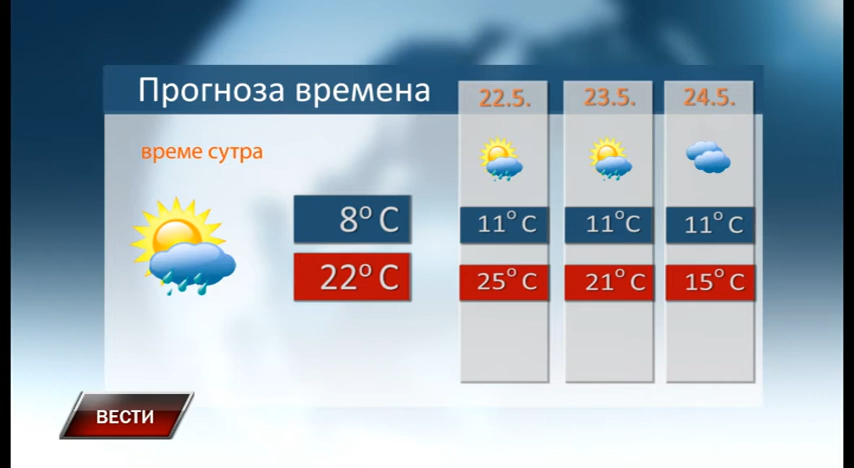 Прогноза времена
22.5.
23.5.
24.5.
време сутра
8° C
11° C
11°C
11° C
22° C
25° C
21° C
15° C
ВЕСТИ